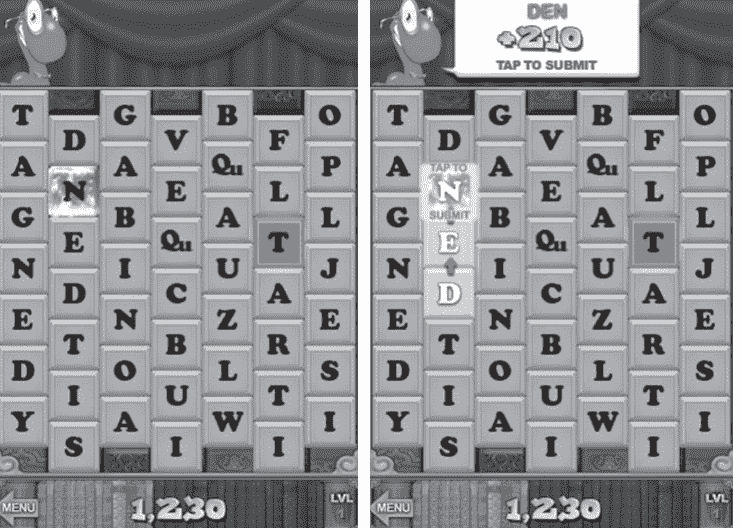 T G B O
D V F
A A Qu P
N E L
G B A L
E Qu T
N I U J
D C A
E N Z E
T B R
D O L S
I U T
Y A W I
S I I
MENU 1,230 LVL 1
DEN
+210
TAP TO SUBMIT
T G B O
D V F
A A Qu P
TAP TO
N E L
SUBMIT
G B A L
E Qu T
N I U J
D C A
E N Z E
T B R
D O L S
I U T
Y A W I
S I I
MENU 1,230 LVL 1